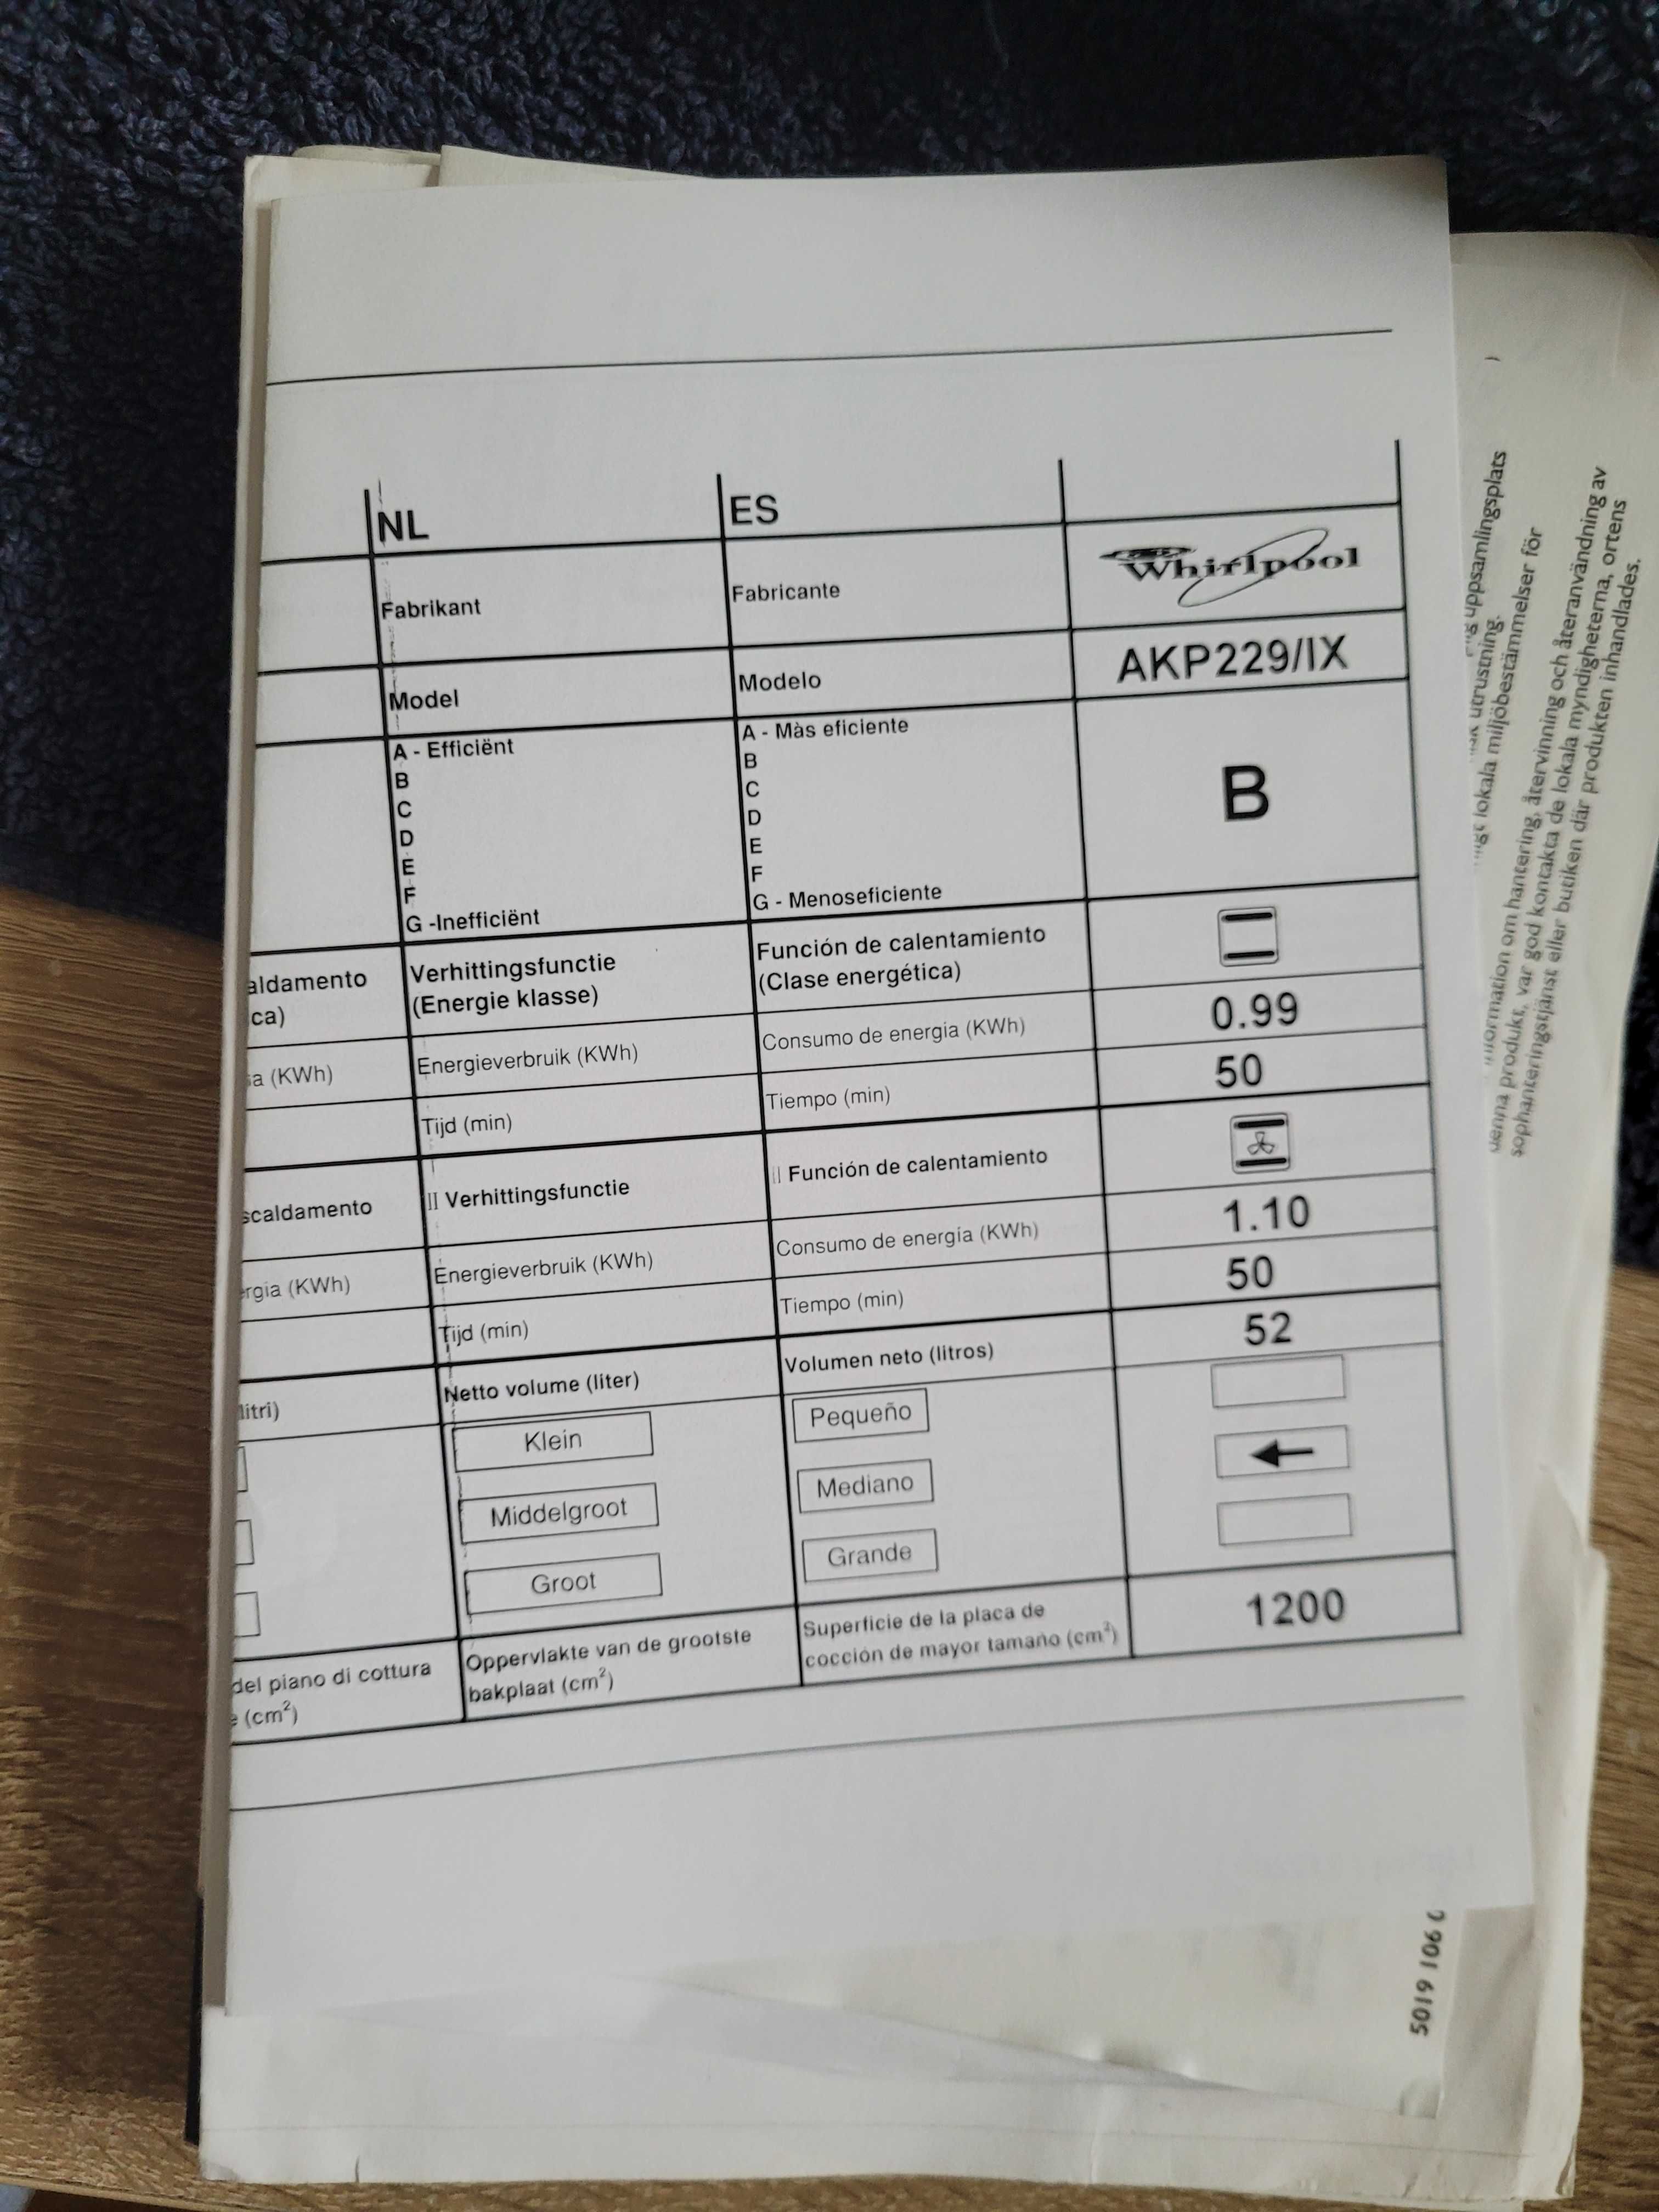 NL ES
Fabrikant Fabricante Whirlpool
Model Modelo AKP229/IX
A - Efficiënt A - Màs eficiente
B B
C C
D D
E E
F F
G -Inefficiënt G - Menoseficiente
B
aldamento Verhittingsfunctie Función de calentamiento
ca) (Energie klasse) (Clase energética)
a (KWh) Energieverbruik (KWh) Consumo de energia (KWh) 0.99
Tijd (min) Tiempo (min) 50
scaldamento || Verhittingsfunctie || Función de calentamiento
rgia (KWh) Energieverbruik (KWh) Consumo de energia (KWh) 1.10
Tijd (min) Tiempo (min) 50
litri) Netto volume (liter) Volumen neto (litros) 52
Klein Pequeño
Middelgroot Mediano ←
Groot Grande
del piano di cottura Oppervlakte van de grootste Superficie de la placa de 1200
e (cm²) bakplaat (cm²) cocción de mayor tamaño (cm²)
uppsamlingsplats
utrustning.
lokala miljöbestämmelser för
information om hantering, återvinning och återanvändning av
denna produkt, var god kontakta de lokala myndigheterna, ortens
sophanteringstjänst eller butiken där produkten inhandlades.
5019 106 0